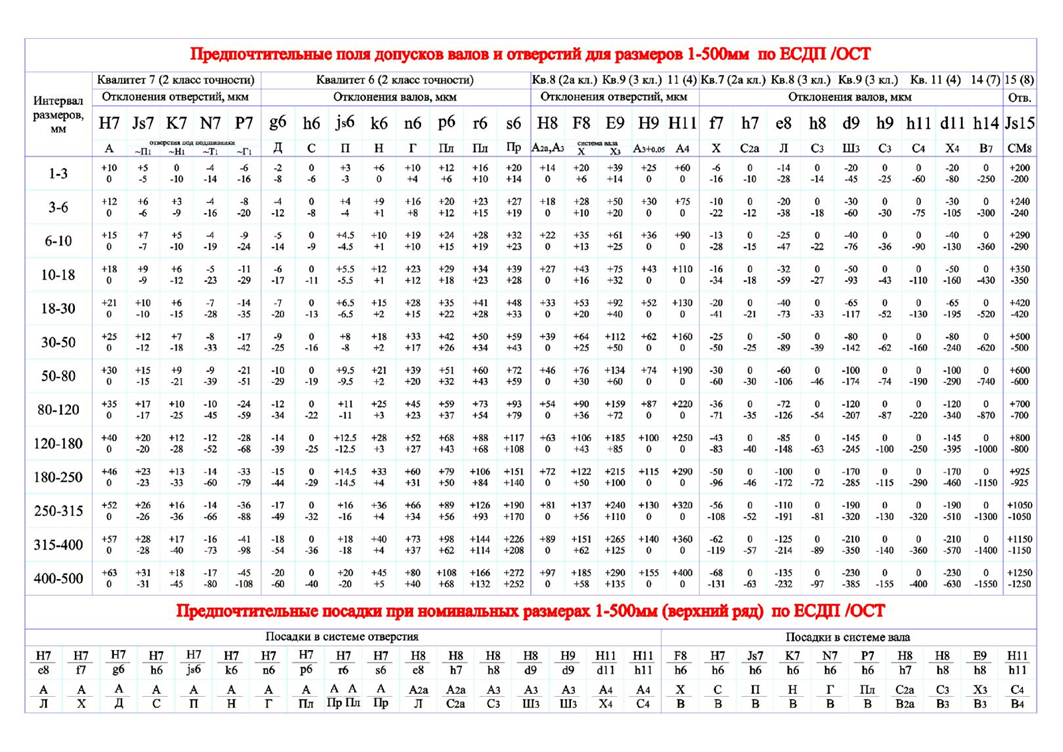 Предпочтительные поля допусков валов и отверстий для размеров 1-500мм по ЕСДП /ОСТ
Интервал размеров, мм
Квалитет 7 (2 класс точности) Квалитет 6 (2 класс точности) Кв.8 (2а кл.) Кв.9 (3 кл.) 11 (4) Кв.7 (2а кл.) Кв.8 (3 кл.) Кв.9 (3 кл.) Кв. 11 (4) 14 (7) 15 (8)
Отклонения отверстий, мкм Отклонения валов, мкм Отклонения отверстий, мкм Отклонения валов, мкм Отв.
H7 Js7 K7 N7 P7 g6 h6 js6 k6 n6 p6 r6 s6 H8 F8 E9 H9 H11 f7 h7 e8 h8 d9 h9 h11 d11 h14 Js15
отверстия под подшипники система вала
А ~П1 ~Н1 ~Т1 ~Г1 Д С П Н Г Пл Пл Пр А2а,А3 Х Х3 А3+0.05 А4 Х С2а Л С3 Ш3 С3 С4 Х4 В7 СМ8
1-3 +10 +5 0 -4 -6 -2 0 +3 +6 +10 +12 +16 +20 +14 +20 +39 +25 +60 -6 0 -14 0 -20 0 0 -20 0 +200
0 -5 -10 -14 -16 -8 -6 -3 0 +4 +6 +10 +14 0 +6 +14 0 0 -16 -10 -28 -14 -45 -25 -60 -80 -250 -200
3-6 +12 +6 +3 -4 -8 -4 0 +4 +9 +16 +20 +23 +27 +18 +28 +50 +30 +75 -10 0 -20 0 -30 0 0 -30 0 +240
0 -6 -9 -16 -20 -12 -8 -4 +1 +8 +12 +15 +19 0 +10 +20 0 0 -22 -12 -38 -18 -60 -30 -75 -105 -300 -240
6-10 +15 +7 +5 -4 -9 -5 0 +4.5 +10 +19 +24 +28 +32 +22 +35 +61 +36 +90 -13 0 -25 0 -40 0 0 -40 0 +290
0 -7 -10 -19 -24 -14 -9 -4.5 +1 +10 +15 +19 +23 0 +13 +25 0 0 -28 -15 -47 -22 -76 -36 -90 -130 -360 -290
10-18 +18 +9 +6 -5 -11 -6 0 +5.5 +12 +23 +29 +34 +39 +27 +43 +75 +43 +110 -16 0 -32 0 -50 0 0 -50 0 +350
0 -9 -12 -23 -29 -17 -11 -5.5 +1 +12 +18 +23 +28 0 +16 +32 0 0 -34 -18 -59 -27 -93 -43 -110 -160 -430 -350
18-30 +21 +10 +6 -7 -14 -7 0 +6.5 +15 +28 +35 +41 +48 +33 +53 +92 +52 +130 -20 0 -40 0 -65 0 0 -65 0 +420
0 -10 -15 -28 -35 -20 -13 -6.5 +2 +15 +22 +28 +33 0 +20 +40 0 0 -41 -21 -73 -33 -117 -52 -130 -195 -520 -420
30-50 +25 +12 +7 -8 -17 -9 0 +8 +18 +33 +42 +50 +59 +39 +64 +112 +62 +160 -25 0 -50 0 -80 0 0 -80 0 +500
0 -12 -18 -33 -42 -25 -16 -8 +2 +17 +26 +34 +43 0 +25 +50 0 0 -50 -25 -89 -39 -142 -62 -160 -240 -620 -500
50-80 +30 +15 +9 -9 -21 -10 0 +9.5 +21 +39 +51 +60 +72 +46 +76 +134 +74 +190 -30 0 -60 0 -100 0 0 -100 0 +600
0 -15 -21 -39 -51 -29 -19 -9.5 +2 +20 +32 +43 +59 0 +30 +60 0 0 -60 -30 -106 -46 -174 -74 -190 -290 -740 -600
80-120 +35 +17 +10 -10 -24 -12 0 +11 +25 +45 +59 +73 +93 +54 +90 +159 +87 +220 -36 0 -72 0 -120 0 0 -120 0 +700
0 -17 -25 -45 -59 -34 -22 -11 +3 +23 +37 +54 +79 0 +36 +72 0 0 -71 -35 -126 -54 -207 -87 -220 -340 -870 -700
120-180 +40 +20 +12 -12 -28 -14 0 +12.5 +28 +52 +68 +88 +117 +63 +106 +185 +100 +250 -43 0 -85 0 -145 0 0 -145 0 +800
0 -20 -28 -52 -68 -39 -25 -12.5 +3 +27 +43 +68 +108 0 +43 +85 0 0 -83 -40 -148 -63 -245 -100 -250 -395 -1000 -800
180-250 +46 +23 +13 -14 -33 -15 0 +14.5 +33 +60 +79 +106 +151 +72 +122 +215 +115 +290 -50 0 -100 0 -170 0 0 -170 0 +925
0 -23 -33 -60 -79 -44 -29 -14.5 +4 +31 +50 +84 +140 0 +50 +100 0 0 -96 -46 -172 -72 -285 -115 -290 -460 -1150 -925
250-315 +52 +26 +16 -14 -36 -17 0 +16 +36 +66 +89 +126 +190 +81 +137 +240 +130 +320 -56 0 -110 0 -190 0 0 -190 0 +1050
0 -26 -36 -66 -88 -49 -32 -16 +4 +34 +56 +93 +170 0 +56 +110 0 0 -108 -52 -191 -81 -320 -130 -320 -510 -1300 -1050
315-400 +57 +28 +17 -16 -41 -18 0 +18 +40 +73 +98 +144 +226 +89 +151 +265 +140 +360 -62 0 -125 0 -210 0 0 -210 0 +1150
0 -28 -40 -73 -98 -54 -36 -18 +4 +37 +62 +114 +208 0 +62 +125 0 0 -119 -57 -214 -89 -350 -140 -360 -570 -1400 -1150
400-500 +63 +31 +18 -17 -45 -20 0 +20 +45 +80 +108 +166 +272 +97 +185 +290 +155 +400 -68 0 -135 0 -230 0 0 -230 0 +1250
0 -31 -45 -80 -108 -60 -40 -20 +5 +40 +68 +132 +252 0 +58 +135 0 0 -131 -63 -232 -97 -385 -155 -400 -630 -1550 -1250
Предпочтительные посадки при номинальных размерах 1-500мм (верхний ряд) по ЕСДП /ОСТ
Посадки в системе отверстия Посадки в системе вала
H7 H7 H7 H7 H7 H7 H7 H7 H7 H7 H8 H8 H8 H8 H9 H11 H11 F8 H7 Js7 K7 N7 P7 H8 H8 E9 H11
e8 f7 g6 h6 js6 k6 n6 p6 r6 s6 e8 h7 h8 d9 d9 d11 h11 h6 h6 h6 h6 h6 h6 h7 h8 h8 h11
А А А А А А А А А А А А2а А2а А3 А3 А3 А4 А4 Х С П Н Г Пл С2а С3 Х3 С4
Л Х Д С П Н Г Пл Пр Пл Пр Л С2а С3 Ш3 Ш3 Х4 С4 В В В В В В В2а В3 В3 В4